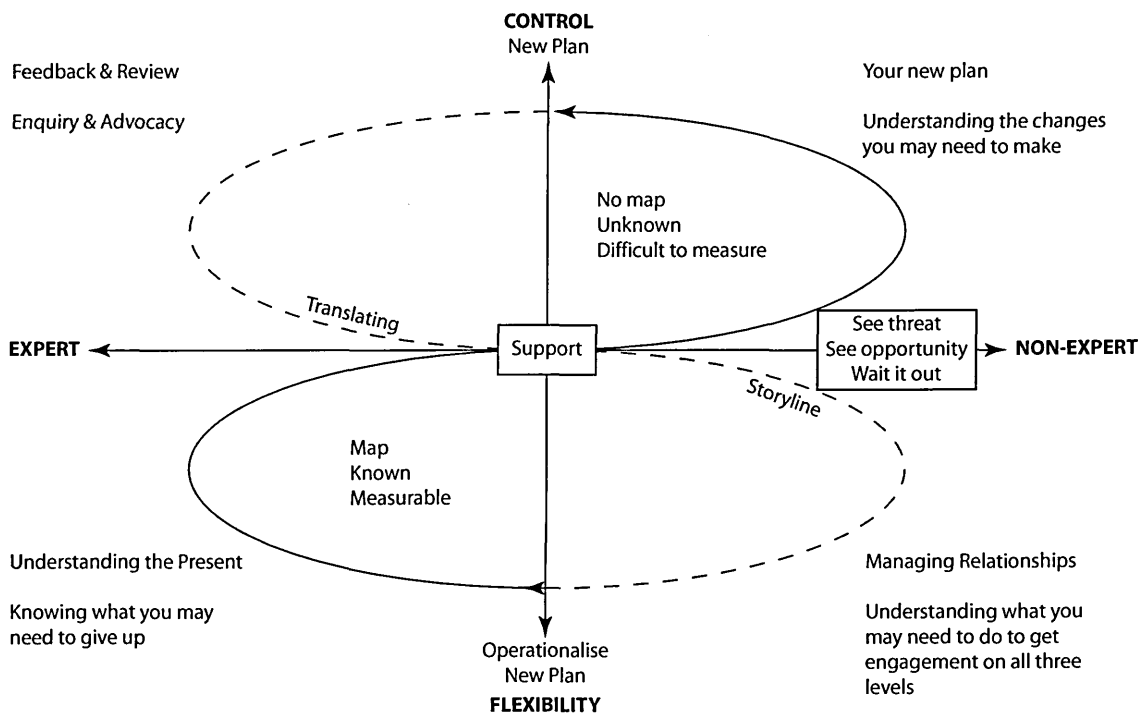 CONTROL
New Plan
Feedback & Review
Enquiry & Advocacy
Your new plan
Understanding the changes
you may need to make
No map
Unknown
Difficult to measure
Translating
EXPERT
Support
See threat
See opportunity
Wait it out
NON-EXPERT
Storyline
Map
Known
Measurable
Understanding the Present
Knowing what you may
need to give up
Managing Relationships
Understanding what you
may need to do to get
engagement on all three
levels
Operationalise
New Plan
FLEXIBILITY